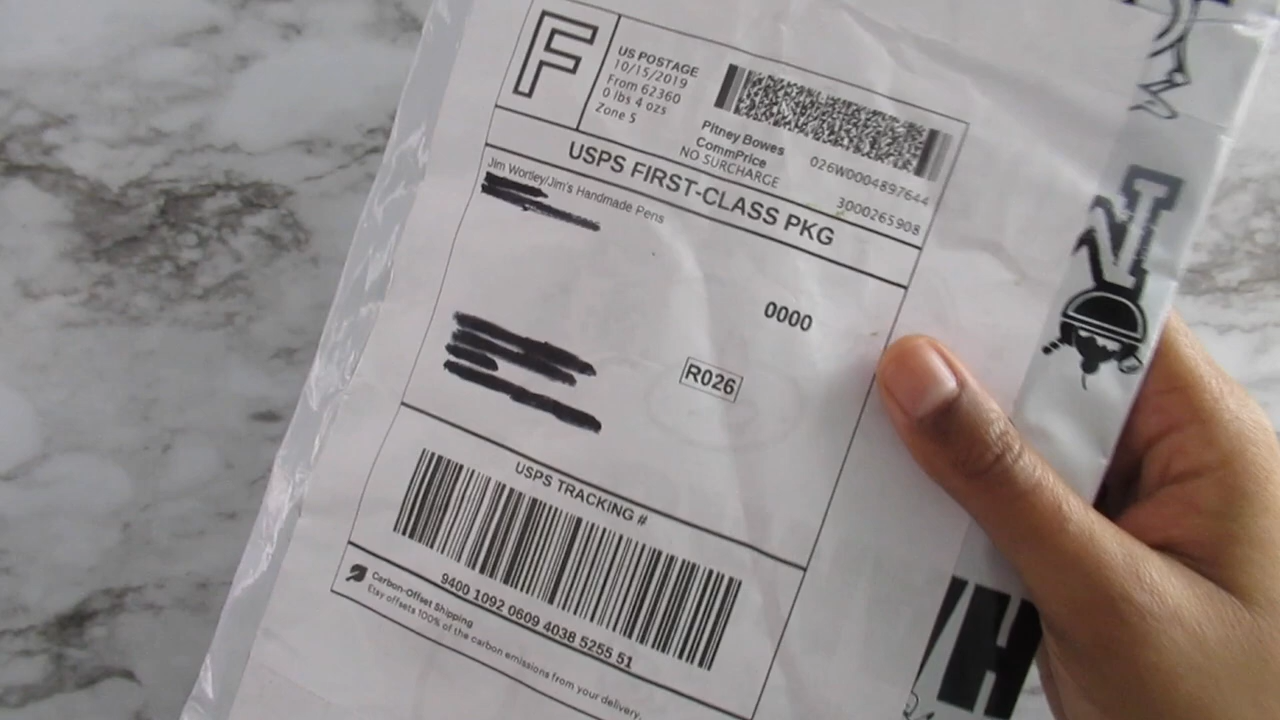 F
US POSTAGE
10/15/2019
From 62360
0 lbs 4 ozs
Zone 5
Pitney Bowes
CommPrice
NO SURCHARGE
026W0004897644
3000265908
USPS FIRST-CLASS PKG
Jim Wortley/Jim's Handmade Pens
0000
R026
USPS TRACKING #
9400 1092 0609 4038 5255 51
Carbon-Offset Shipping
Etsy offsets 100% of the carbon emissions from your delivery.